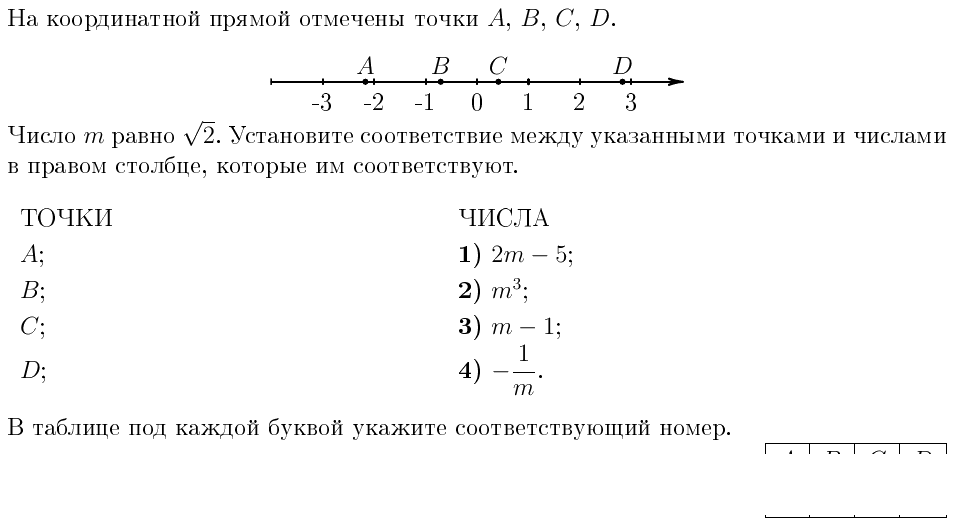 На координатной прямой отмечены точки A, B, C, D.
A B C D
-3 -2 -1 0 1 2 3
Число m равно √2. Установите соответствие между указанными точками и числами
в правом столбце, которые им соответствуют.
ТОЧКИ ЧИСЛА
A; 1) 2m − 5;
B; 2) m³;
C; 3) m − 1;
D; 4) −1/m.
В таблице под каждой буквой укажите соответствующий номер.